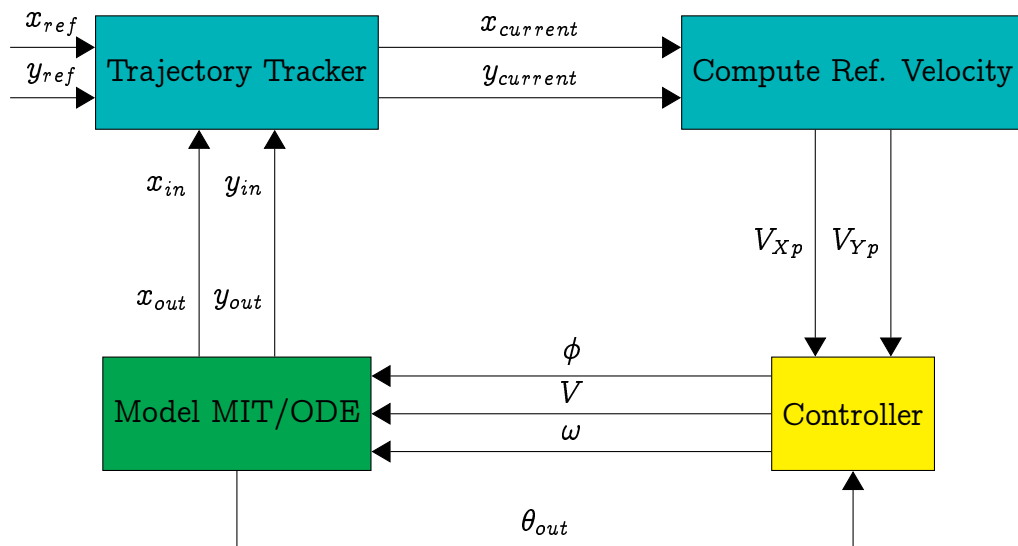 x_ref
x_current
Trajectory Tracker
Compute Ref. Velocity
y_ref
y_current
x_in
y_in
V_Xp
V_Yp
x_out
y_out
ϕ
Model MIT/ODE
V
Controller
ω
θ_out